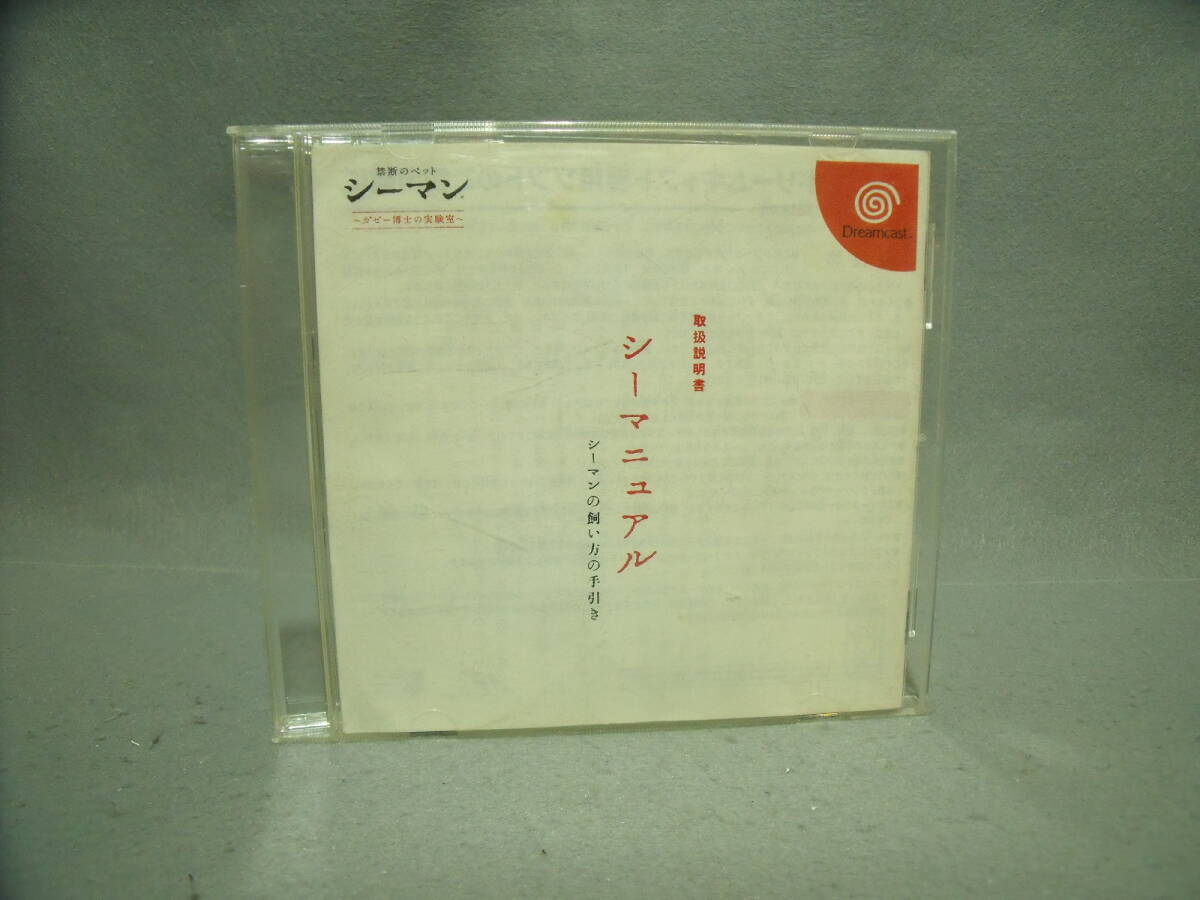 禁断のペット
シーマン
～ガゼー博士の実験室～
Dreamcast
取扱説明書
シーマニュアル
シーマンの飼い方の手引き